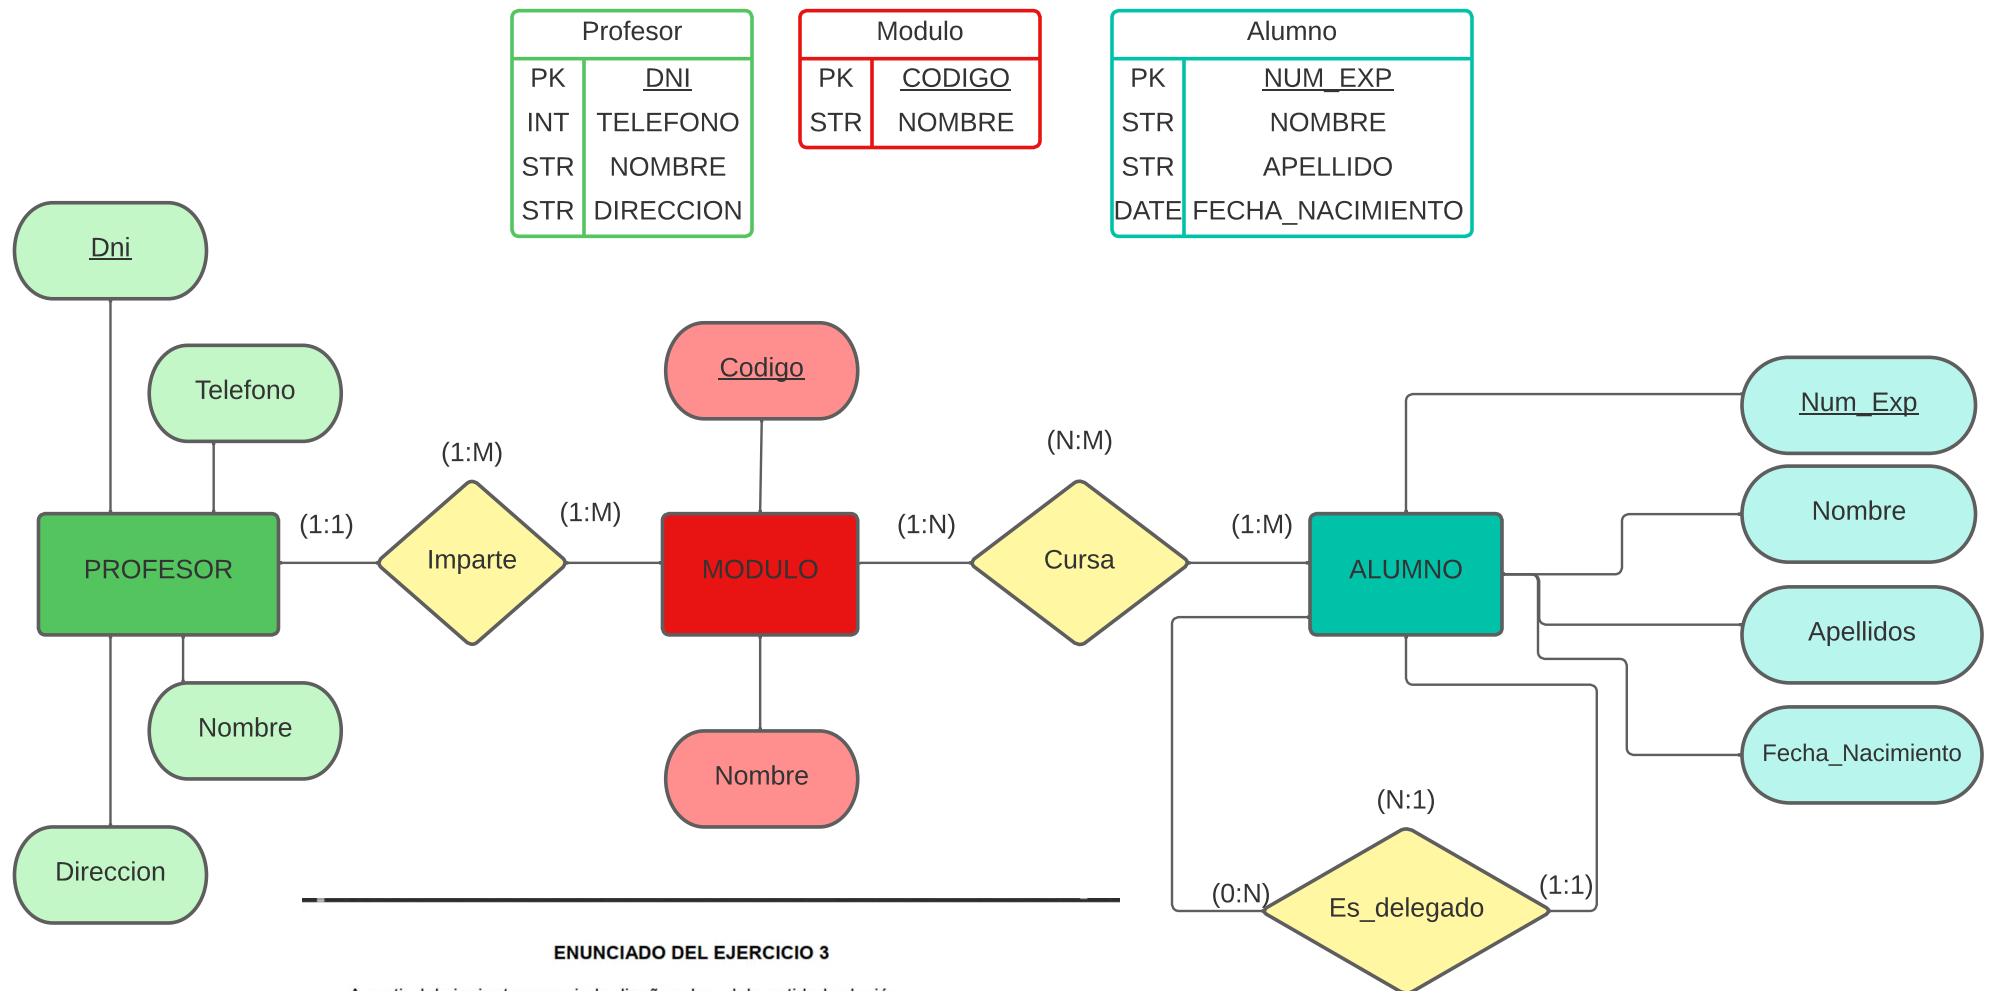 Profesor
PK DNI
INT TELEFONO
STR NOMBRE
STR DIRECCION
Modulo
PK CODIGO
STR NOMBRE
Alumno
PK NUM_EXP
STR NOMBRE
STR APELLIDO
DATE FECHA_NACIMIENTO
Dni
Telefono
PROFESOR
Nombre
Direccion
(1:1)
(1:M)
Imparte
(1:M)
Codigo
MODULO
Nombre
(1:N)
(N:M)
Cursa
(1:M)
ALUMNO
Num_Exp
Nombre
Apellidos
Fecha_Nacimiento
(N:1)
(0:N)
Es_delegado
(1:1)
ENUNCIADO DEL EJERCICIO 3